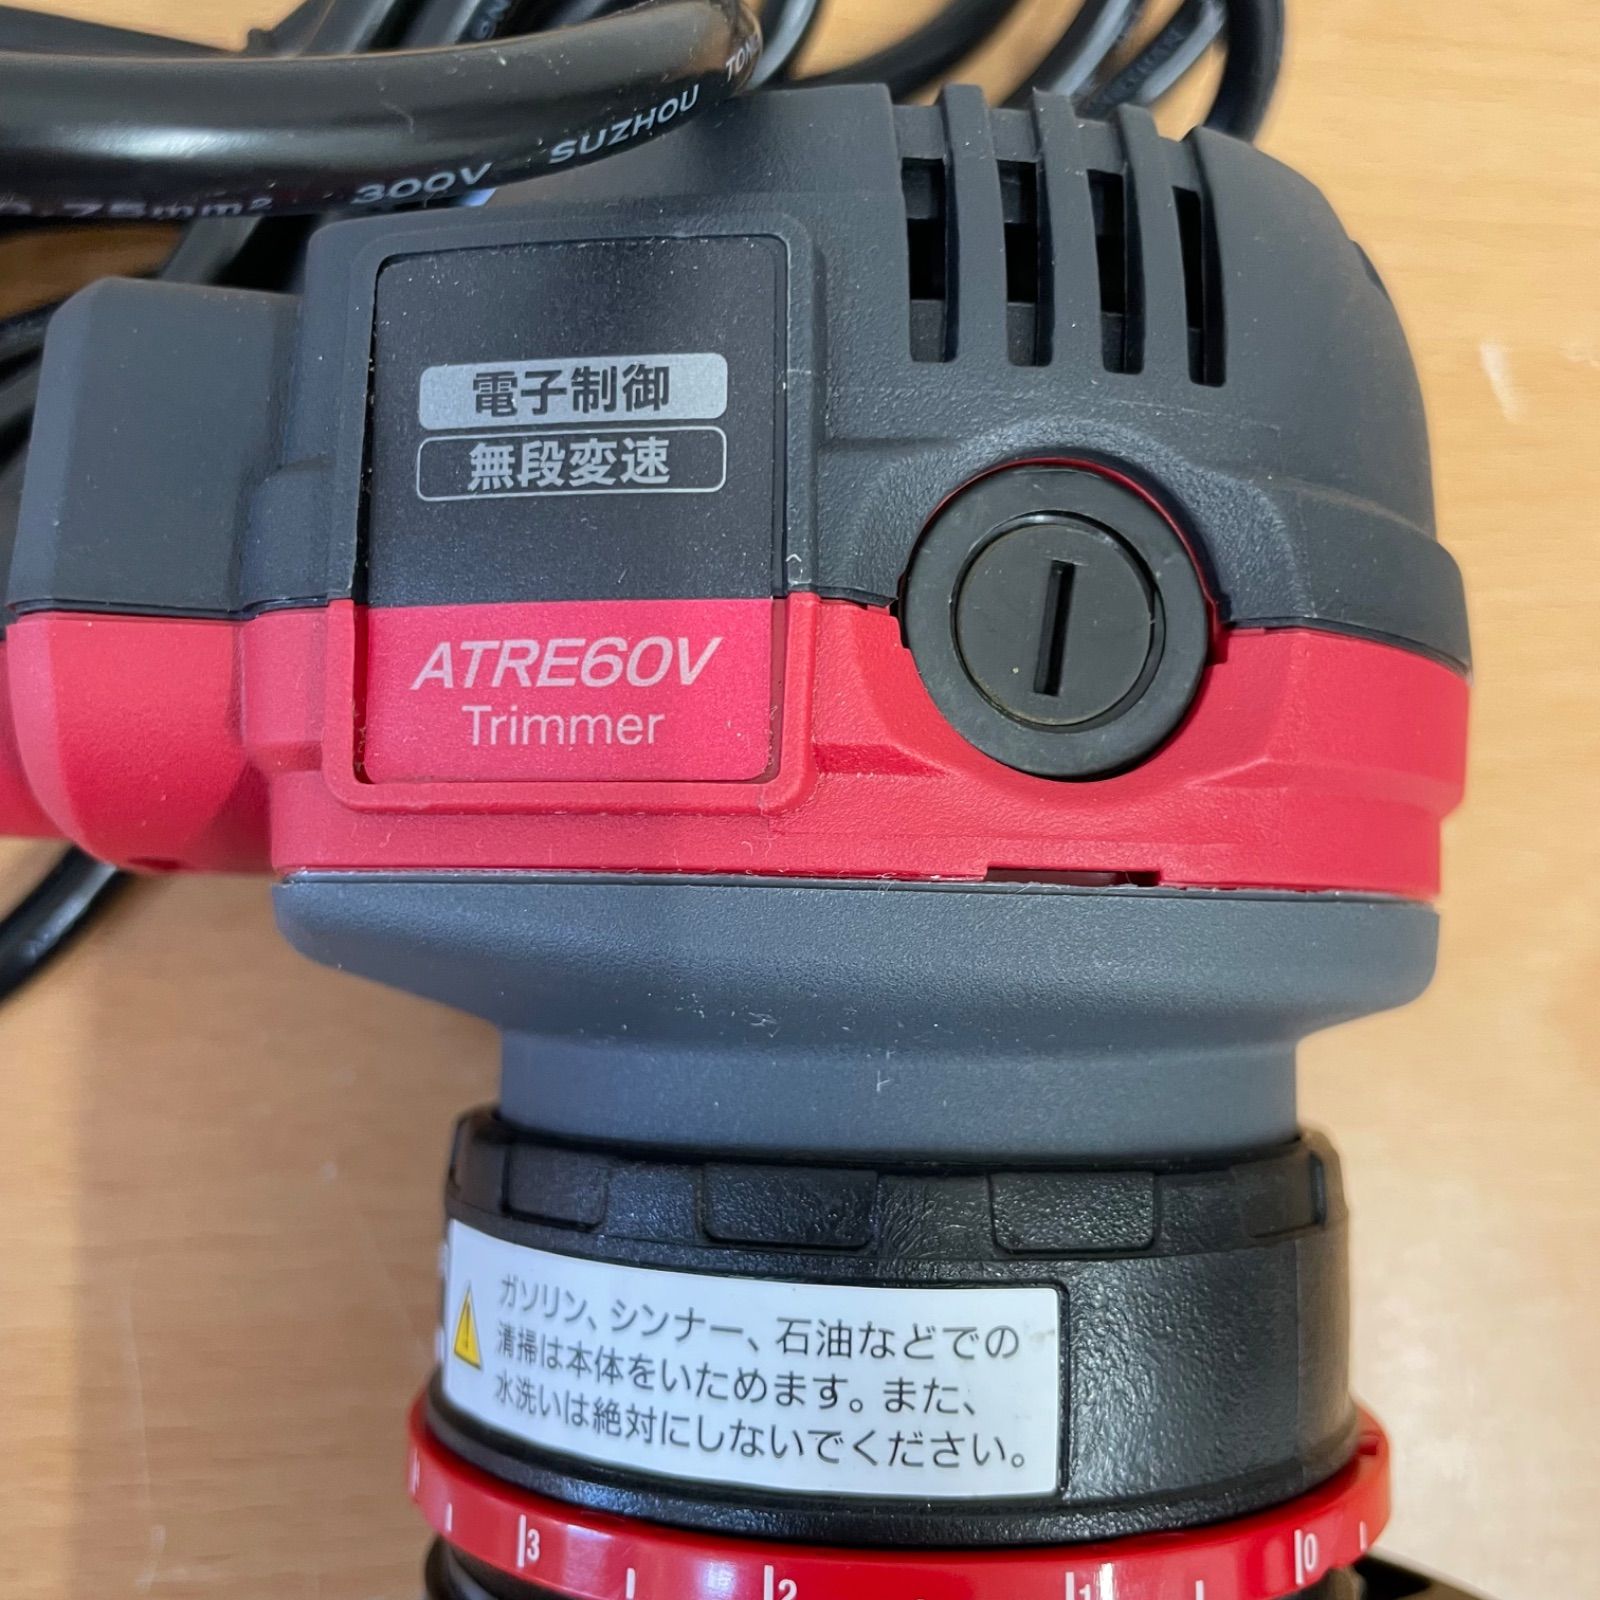 0.75mm2 300V SUZHOU
電子制御
無段変速
ATRE60V
Trimmer
ガソリン、シンナー、石油などでの
清掃は本体をいためます。また、
水洗いは絶対にしないでください。
3 2 1 0